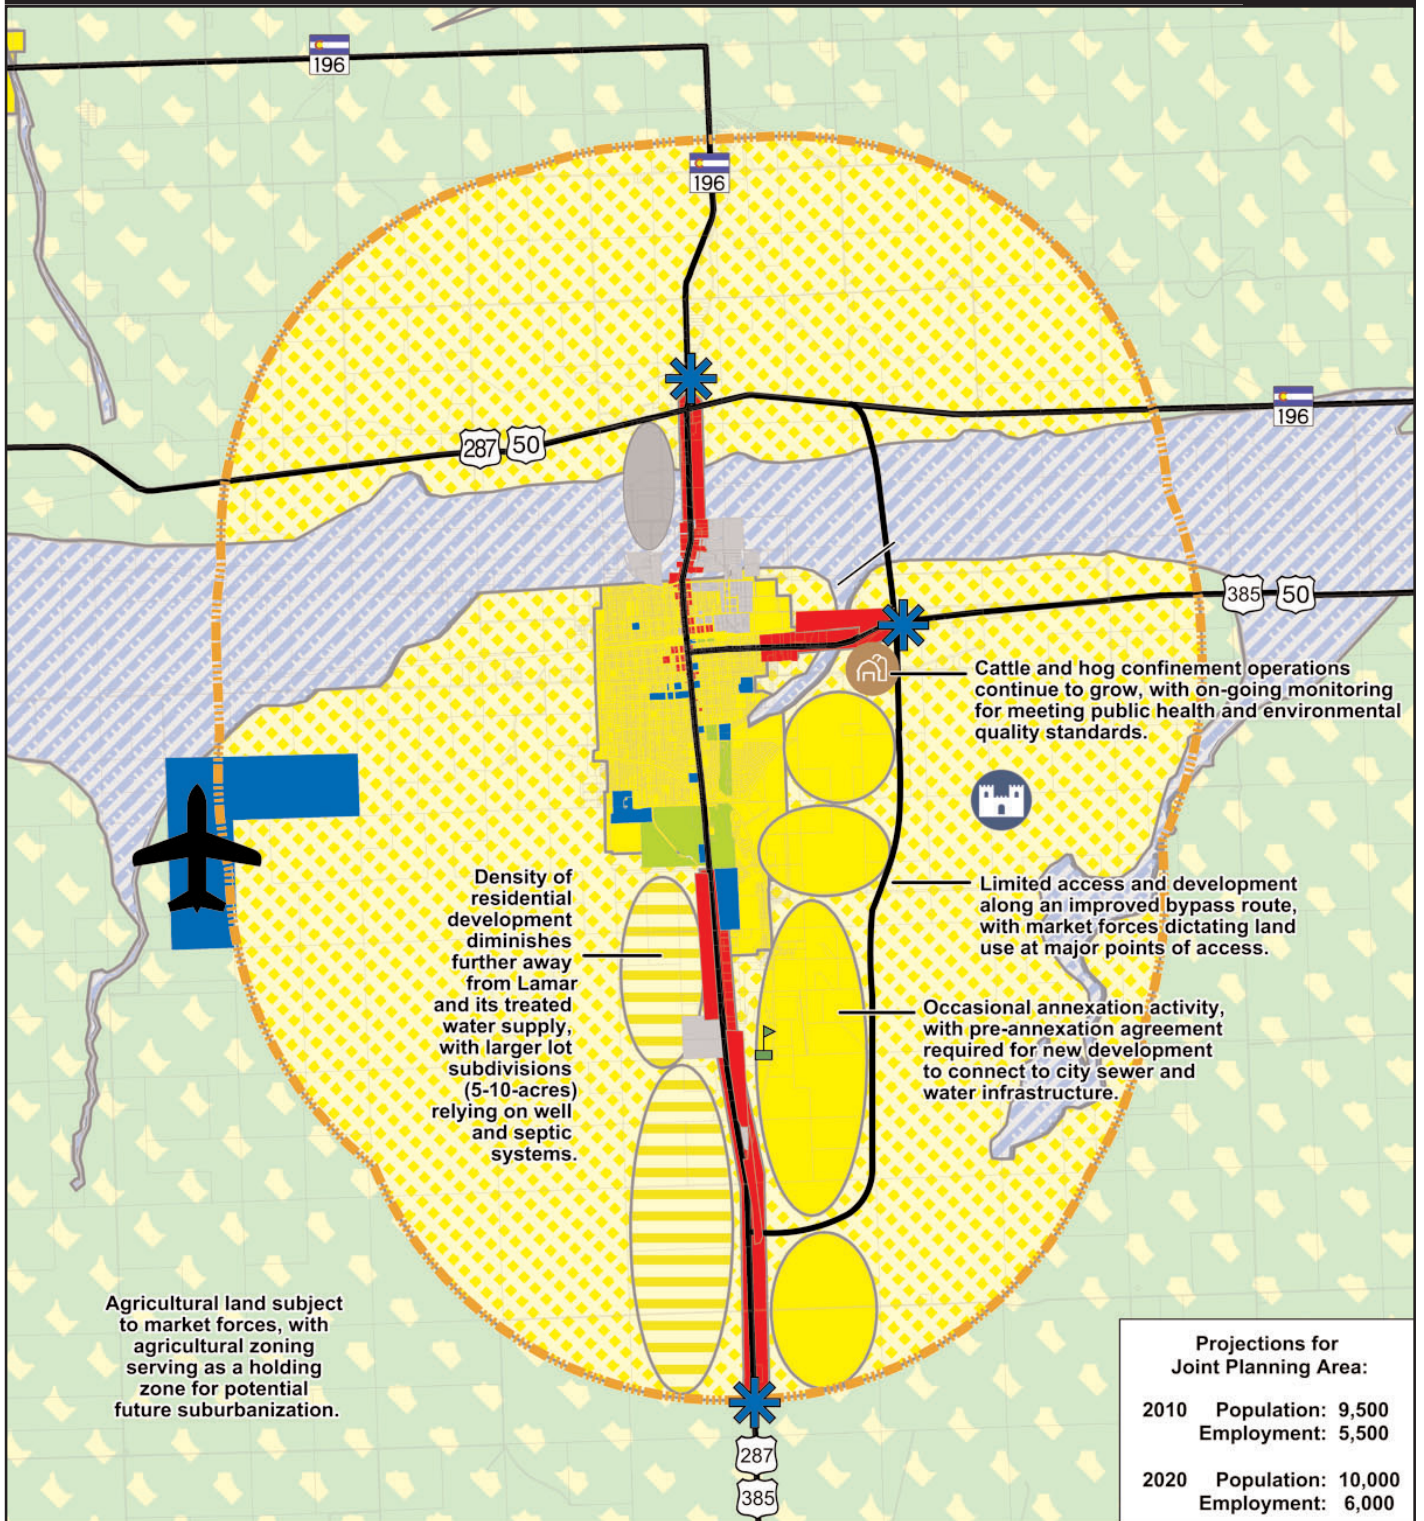 196
196
196
287 50
385 50
Cattle and hog confinement operations
continue to grow, with on-going monitoring
for meeting public health and environmental
quality standards.
Density of
residential
development
diminishes
further away
from Lamar
and its treated
water supply,
with larger lot
subdivisions
(5-10-acres)
relying on well
and septic
systems.
Limited access and development
along an improved bypass route,
with market forces dictating land
use at major points of access.
Occasional annexation activity,
with pre-annexation agreement
required for new development
to connect to city sewer and
water infrastructure.
Agricultural land subject
to market forces, with
agricultural zoning
serving as a holding
zone for potential
future suburbanization.
287
385
Projections for
Joint Planning Area:
2010 Population: 9,500
Employment: 5,500
2020 Population: 10,000
Employment: 6,000